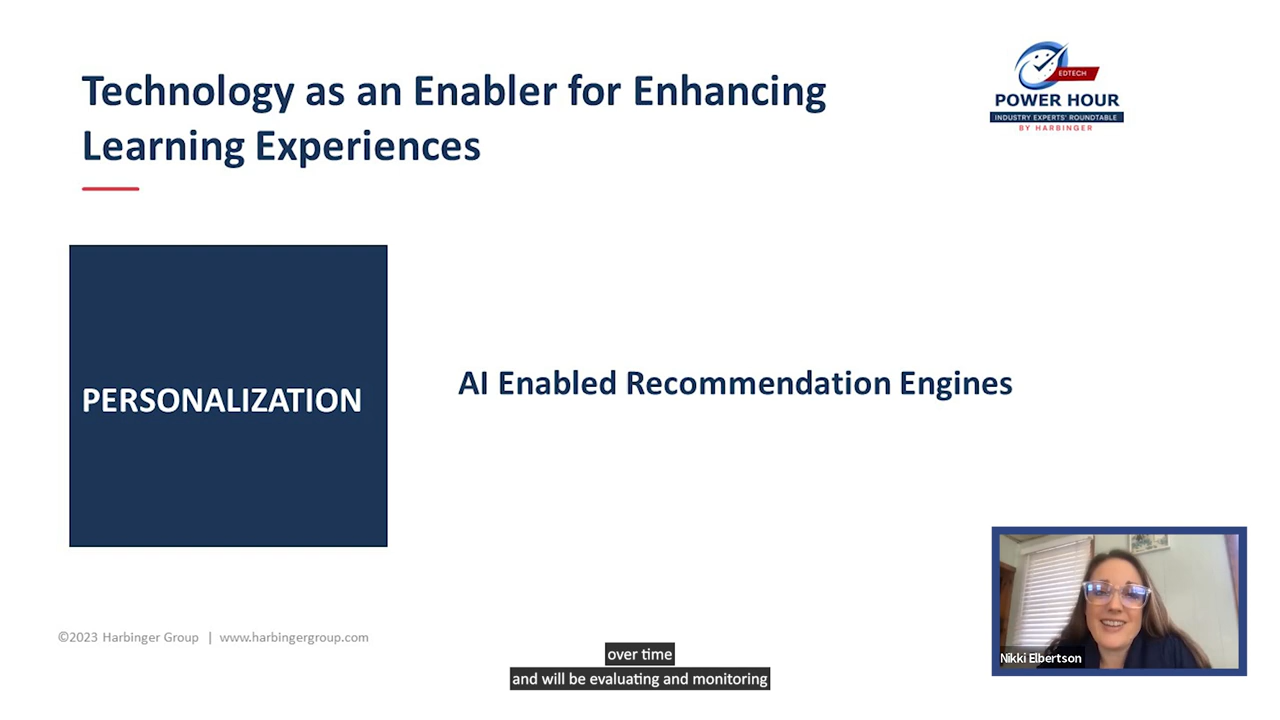 Technology as an Enabler for Enhancing
Learning Experiences
EDTECH
POWER HOUR
INDUSTRY EXPERTS' ROUNDTABLE
BY HARBINGER
PERSONALIZATION
AI Enabled Recommendation Engines
©2023 Harbinger Group | www.harbingergroup.com
Nikki Elbertson
over time
and will be evaluating and monitoring